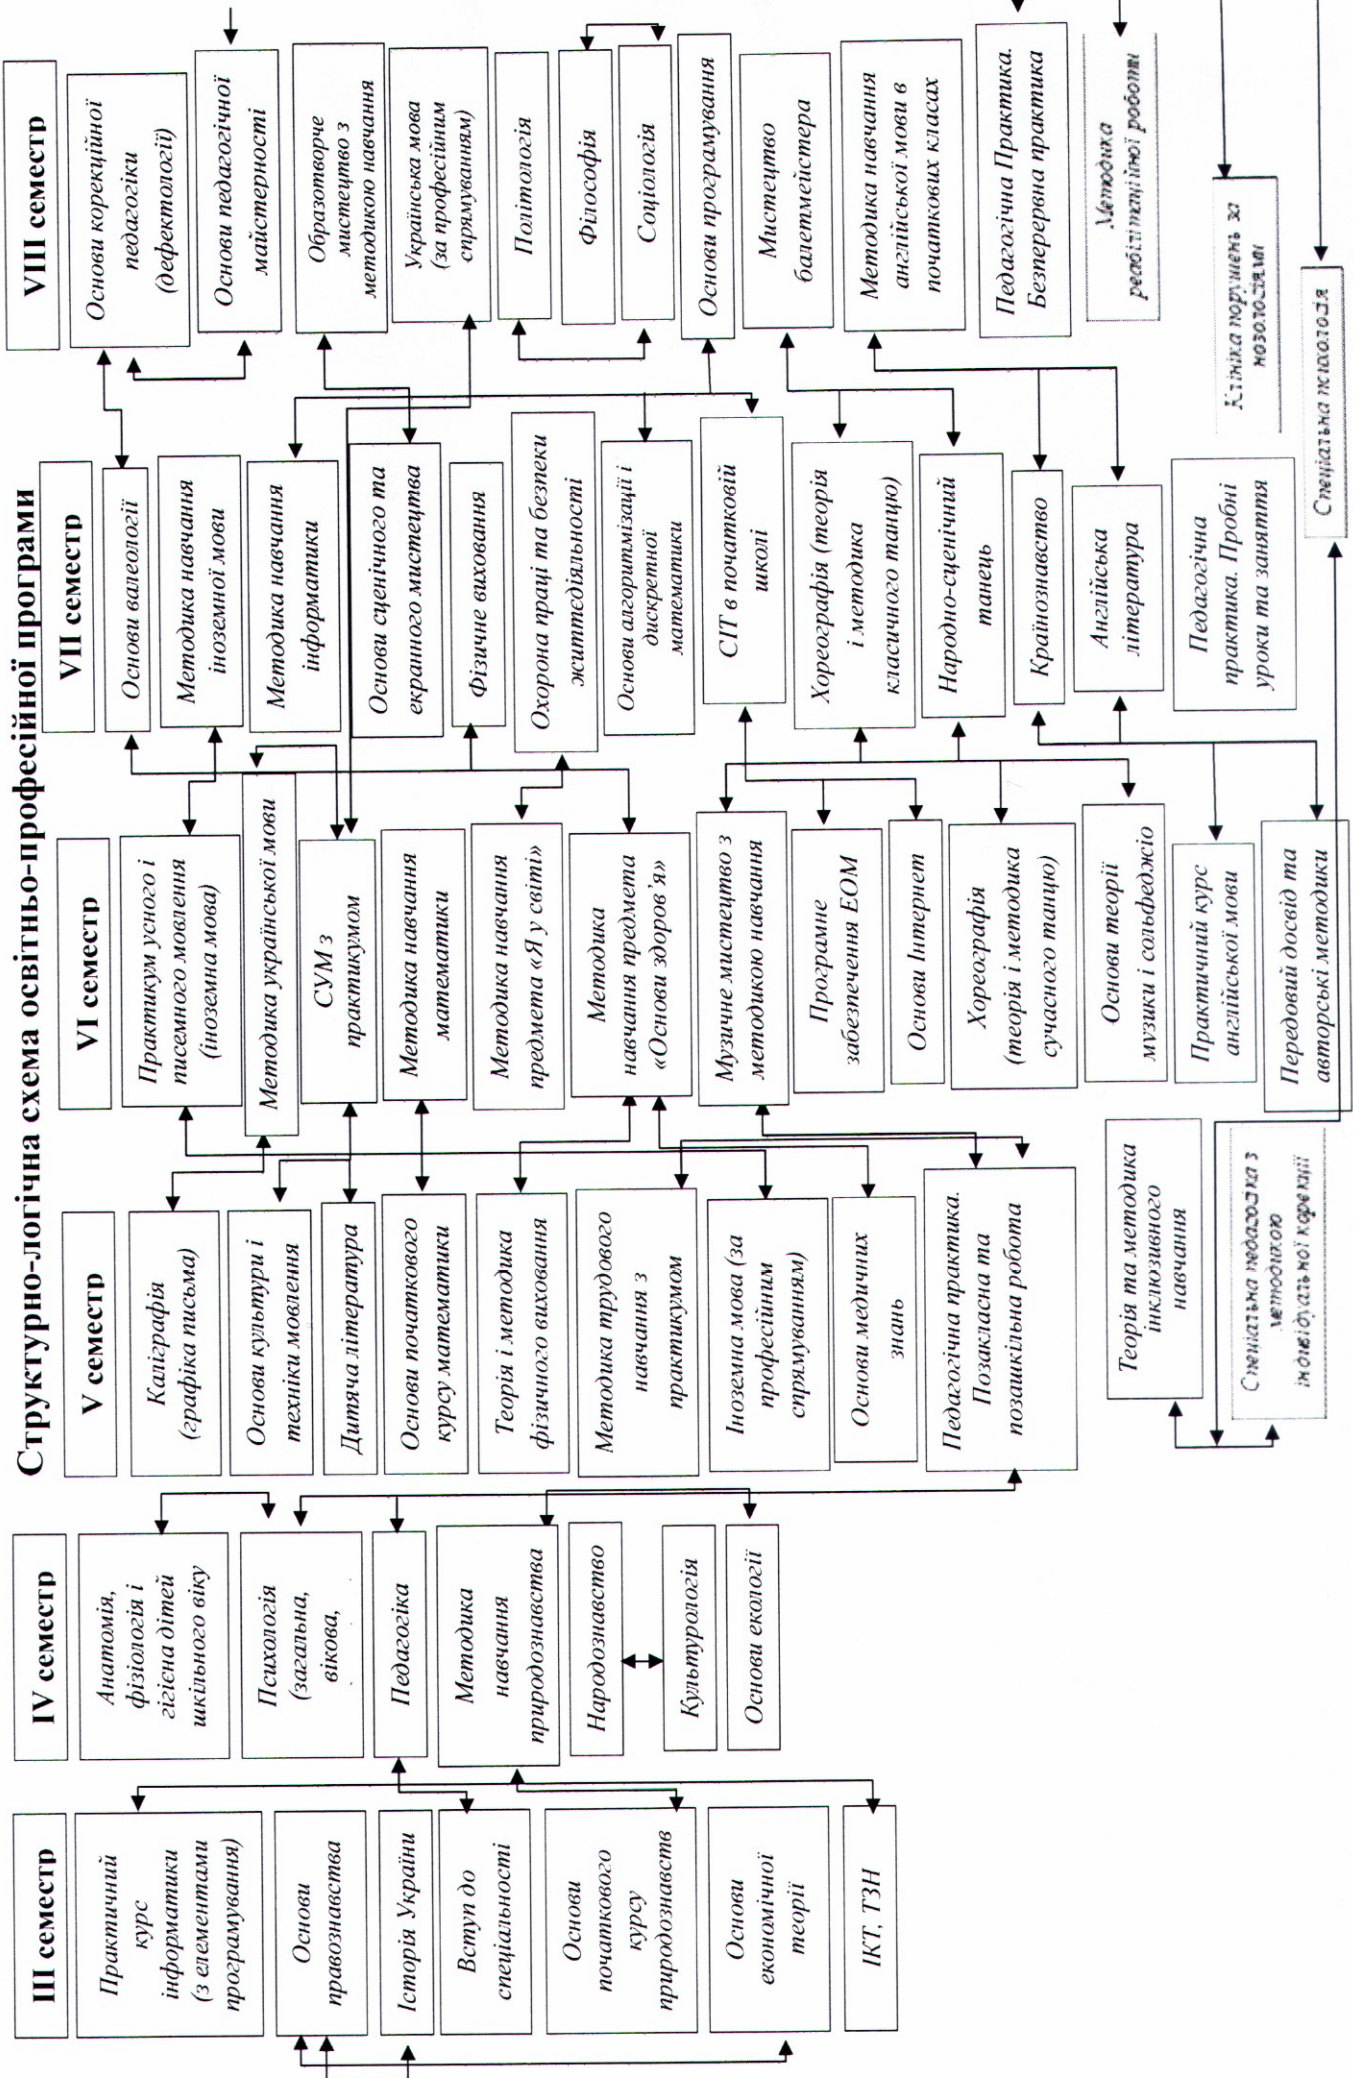 Структурно-логічна схема освітньо-професійної програми
III семестр
Практичний
курс
інформатики
(з елементами
програмування)
Основи
правознавства
Історія України
Вступ до
спеціальності
Основи
початкового
курсу
природознавств
Основи
економічної
теорії
ІКТ, ТЗН
IV семестр
Анатомія,
фізіологія і
гігієна дітей
шкільного віку
Психологія
(загальна,
вікова,
Педагогіка
Методика
навчання
природознавства
Народознавство
Культурологія
Основи екології
V семестр
Каліграфія
(графіка письма)
Основи культури і
техніки мовлення
Дитяча література
Основи початкового
курсу математики
Теорія і методика
фізичного виховання
Методика трудового
навчання з
практикумом
Іноземна мова (за
професійним
спрямуванням)
Основи медичних
знань
Педагогічна практика.
Позакласна та
позашкільна робота
Теорія та методика
інклюзивного
навчання
Спеціальна педагогіка з
методикою
індивідуальної корекції
VI семестр
Практикум усного і
писемного мовлення
(іноземна мова)
Методика української мови
СУМ з
практикумом
Методика навчання
математики
Методика навчання
предмета «Я у світі»
Методика
навчання предмета
«Основи здоров'я»
Музичне мистецтво з
методикою навчання
Програмне
забезпечення ЕОМ
Основи Інтернет
Хореографія
(теорія і методика
сучасного танцю)
Основи теорії
музики і сольфеджіо
Практичний курс
англійської мови
Передовий досвід та
авторські методики
VII семестр
Основи валеології
Методика навчання
іноземної мови
Методика навчання
інформатики
Основи сценічного та
екранного мистецтва
Фізичне виховання
Охорона праці та безпеки
життєдіяльності
Основи алгоритмізації і
дискретної
математики
СІТ в початковій
школі
Хореографія (теорія
і методика
класичного танцю)
Народно-сценічний
танець
Країнознавство
Англійська
література
Педагогічна
практика. Пробні
уроки та заняття
VIII семестр
Основи корекційної
педагогіки
(дефектології)
Основи педагогічної
майстерності
Образотворче
мистецтво з
методикою навчання
Українська мова
(за професійним
спрямуванням)
Політологія
Філософія
Соціологія
Основи програмування
Мистецтво
балетмейстера
Методика навчання
англійської мови в
початкових класах
Педагогічна Практика.
Безперервна практика
Методика
реабілітаційної роботи
Клініка порушень за
нозологіями
Спеціальна психологія